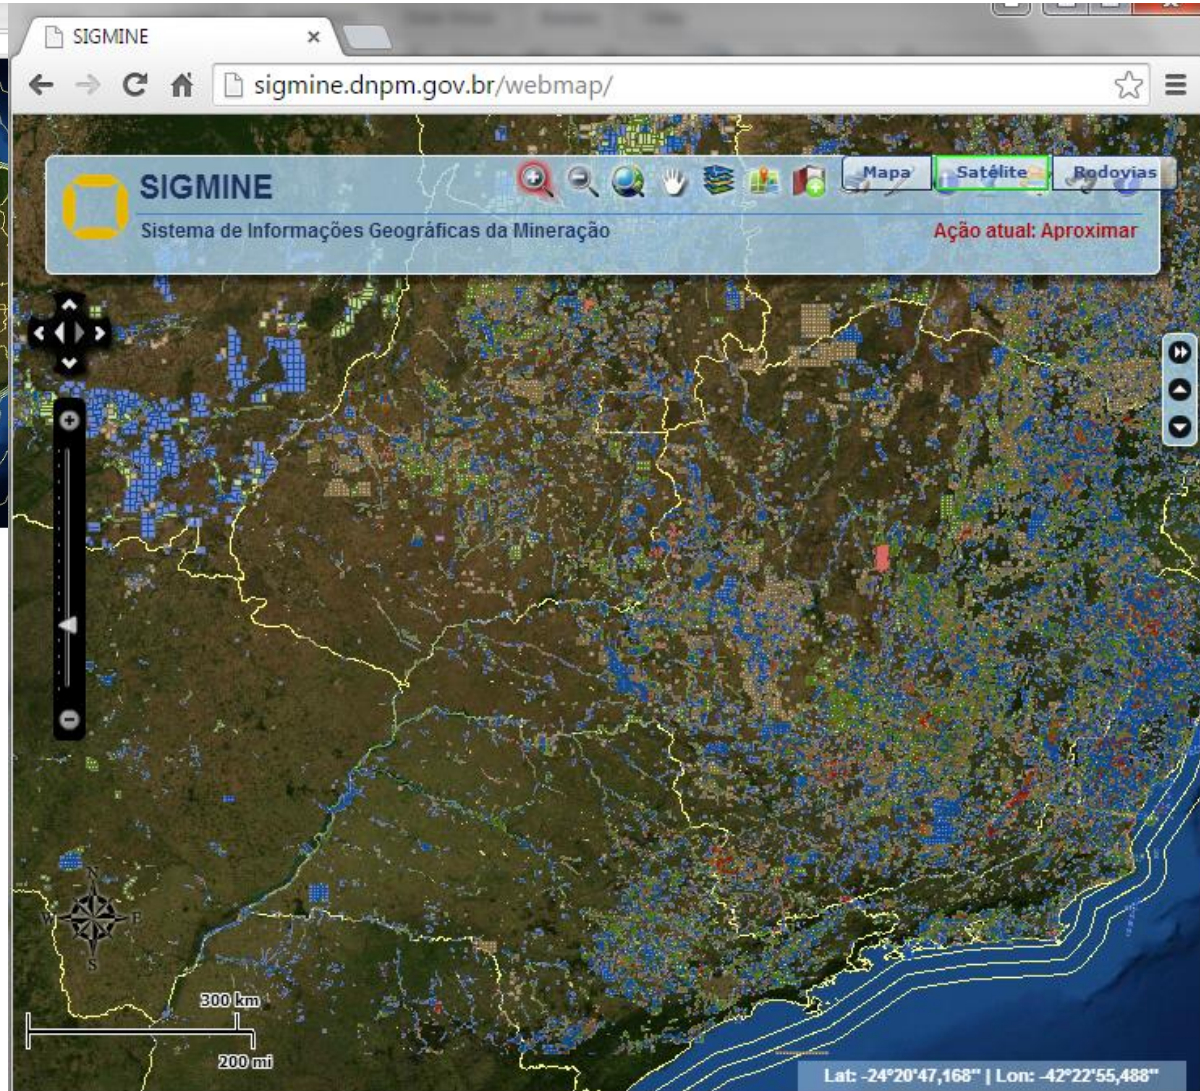 SIGMINE
sigmine.dnpm.gov.br/webmap/
SIGMINE
Mapa
Satélite
Rodovias
Sistema de Informações Geográficas da Mineração
Ação atual: Aproximar
N
W
E
S
300 km
200 mi
Lat: -24°20'47,168" | Lon: -42°22'55,488"